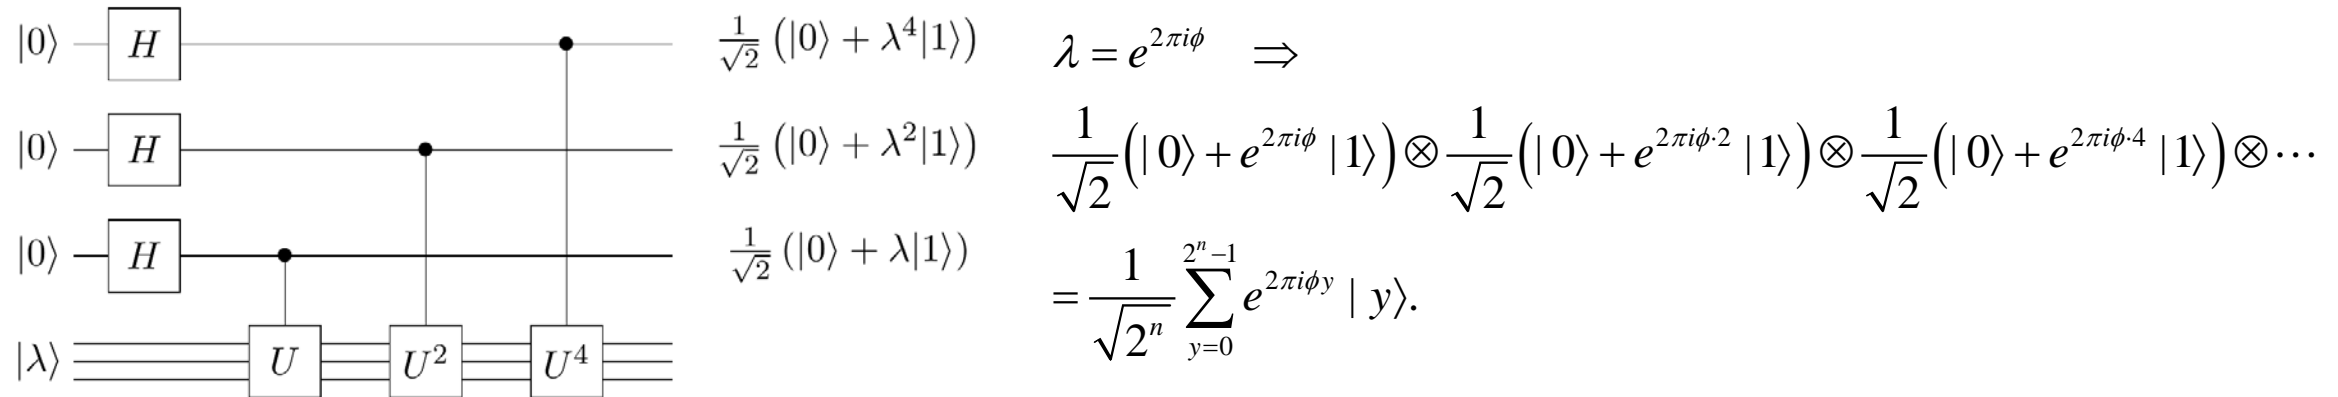 |0⟩ H 1/√2 (|0⟩ + λ⁴|1⟩)
|0⟩ H 1/√2 (|0⟩ + λ²|1⟩)
|0⟩ H 1/√2 (|0⟩ + λ|1⟩)
|λ⟩ U U² U⁴
λ = e^{2πiϕ} ⇒
1/√2 (|0⟩ + e^{2πiϕ} |1⟩) ⊗ 1/√2 (|0⟩ + e^{2πiϕ·2} |1⟩) ⊗ 1/√2 (|0⟩ + e^{2πiϕ·4} |1⟩) ⊗ ⋯
= 1/√(2ⁿ) ∑_{y=0}^{2ⁿ−1} e^{2πiϕy} | y⟩.